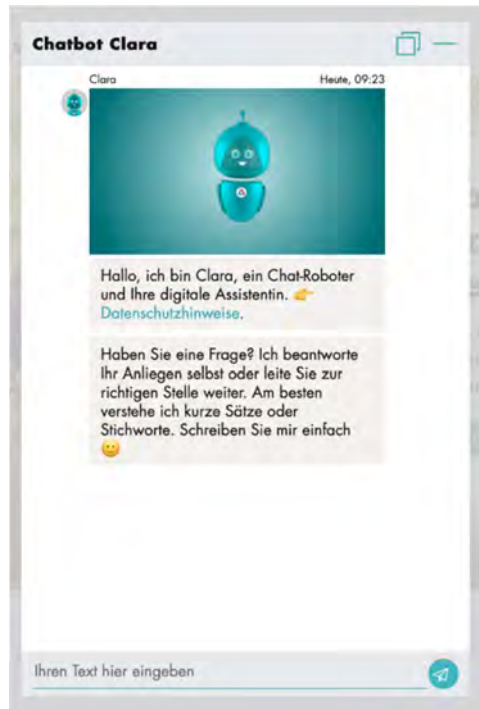 Chatbot Clara
Clara
Heute, 09:23
Hallo, ich bin Clara, ein Chat-Roboter
und Ihre digitale Assistentin. 👉
Datenschutzhinweise.
Haben Sie eine Frage? Ich beantworte
Ihr Anliegen selbst oder leite Sie zur
richtigen Stelle weiter. Am besten
verstehe ich kurze Sätze oder
Stichworte. Schreiben Sie mir einfach
🙂
Ihren Text hier eingeben